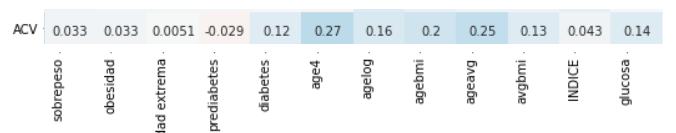 ACV 0.033 0.033 0.0051 -0.029 0.12 0.27 0.16 0.2 0.25 0.13 0.043 0.14
sobrepeso
obesidad
dad extrema
prediabetes
diabetes
age4
agelog
agebmi
ageavg
avgbmi
INDICE
glucosa